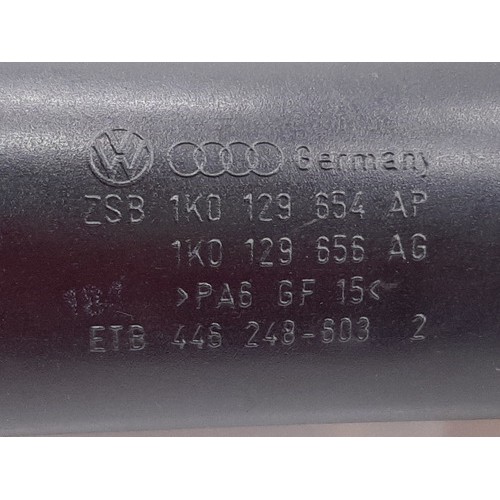 Germany
ZSB 1K0 129 654 AP
1K0 129 656 AG
>PA6 GF 15<
ETB 446 248-603 2